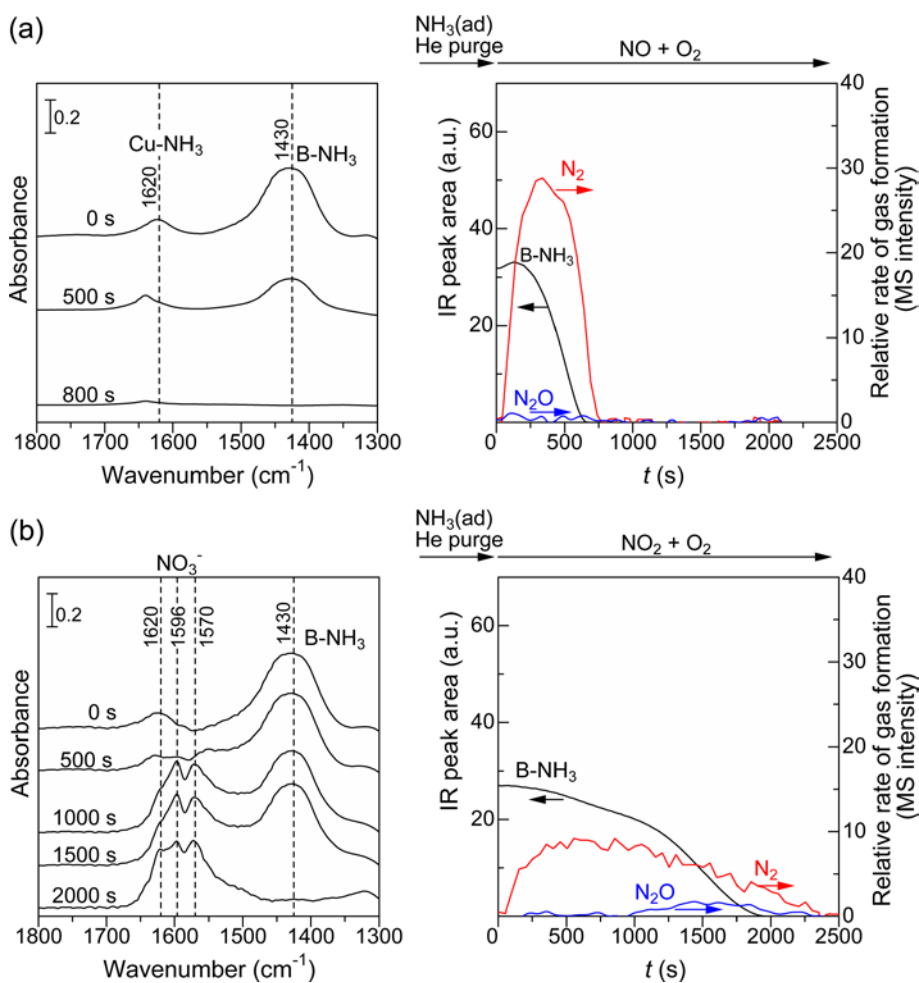 (a)
NH₃(ad)
He purge
NO + O₂
0.2
Cu-NH₃
1620
1430
B-NH₃
0 s
500 s
800 s
Absorbance
1800 1700 1600 1500 1400 1300
Wavenumber (cm⁻¹)
IR peak area (a.u.)
60
40
20
N₂
B-NH₃
N₂O
40
30
20
10
0
Relative rate of gas formation
(MS intensity)
0 500 1000 1500 2000 2500
t (s)
(b)
NH₃(ad)
He purge
NO₂ + O₂
NO₃⁻
0.2
1620
1596
1570
1430
B-NH₃
0 s
500 s
1000 s
1500 s
2000 s
Absorbance
1800 1700 1600 1500 1400 1300
Wavenumber (cm⁻¹)
IR peak area (a.u.)
60
40
20
B-NH₃
N₂
N₂O
40
30
20
10
0
Relative rate of gas formation
(MS intensity)
0 500 1000 1500 2000 2500
t (s)